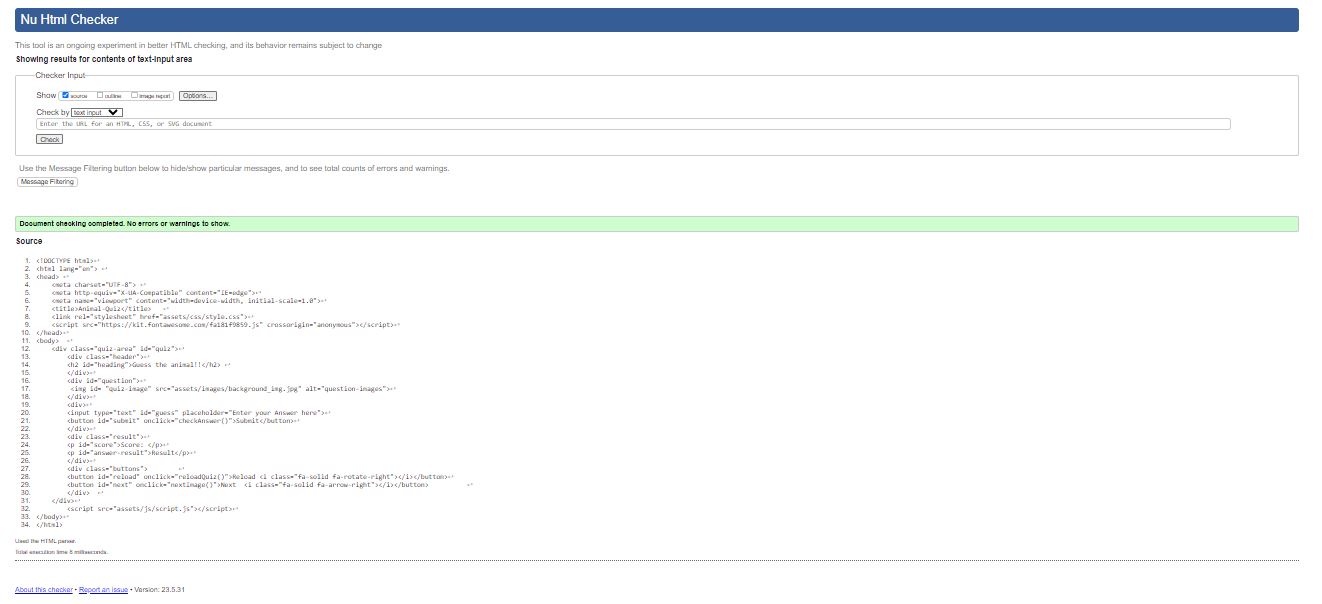 Nu Html Checker
This tool is an ongoing experiment in better HTML checking, and its behavior remains subject to change
Showing results for contents of text-input area
Checker Input
Show source outline image report Options...
Check by text input
Enter the URL for an HTML, CSS, or SVG document
Check
Use the Message Filtering button below to hide/show particular messages, and to see total counts of errors and warnings.
Message Filtering
Document checking completed. No errors or warnings to show.
Source
1. <!DOCTYPE html>↩
2. <html lang="en"> ↩
3. <head> ↩
4. <meta charset="UTF-8"> ↩
5. <meta http-equiv="X-UA-Compatible" content="IE=edge">↩
6. <meta name="viewport" content="width=device-width, initial-scale=1.0">↩
7. <title>Animal-Quiz</title> ↩
8. <link rel="stylesheet" href="assets/css/style.css">↩
9. <script src="https://kit.fontawesome.com/fa181f9859.js" crossorigin="anonymous"></script>↩
10. </head>↩
11. <body> ↩
12. <div class="quiz-area" id="quiz">↩
13. <div class="header">↩
14. <h2 id="heading">Guess the animal!!</h2> ↩
15. </div>↩
16. <div id="question">↩
17. <img id= "quiz-image" src="assets/images/background_img.jpg" alt="question-images">↩
18. </div>↩
19. <div>↩
20. <input type="text" id="guess" placeholder="Enter your Answer here">↩
21. <button id="submit" onclick="checkAnswer()">Submit</button>↩
22. </div>↩
23. <div class="result">↩
24. <p id="score">Score: </p>↩
25. <p id="answer-result">Result</p>↩
26. </div>↩
27. <div class="buttons"> ↩
28. <button id="reload" onclick="reloadQuiz()">Reload <i class="fa-solid fa-rotate-right"></i></button>↩
29. <button id="next" onclick="nextimage()">Next <i class="fa-solid fa-arrow-right"></i></button> ↩
30. </div> ↩
31. </div>↩
32. <script src="assets/js/script.js"></script>↩
33. </body>↩
34. </html>
Used the HTML parser.
Total execution time 6 milliseconds.
About this checker • Report an issue • Version: 23.5.31